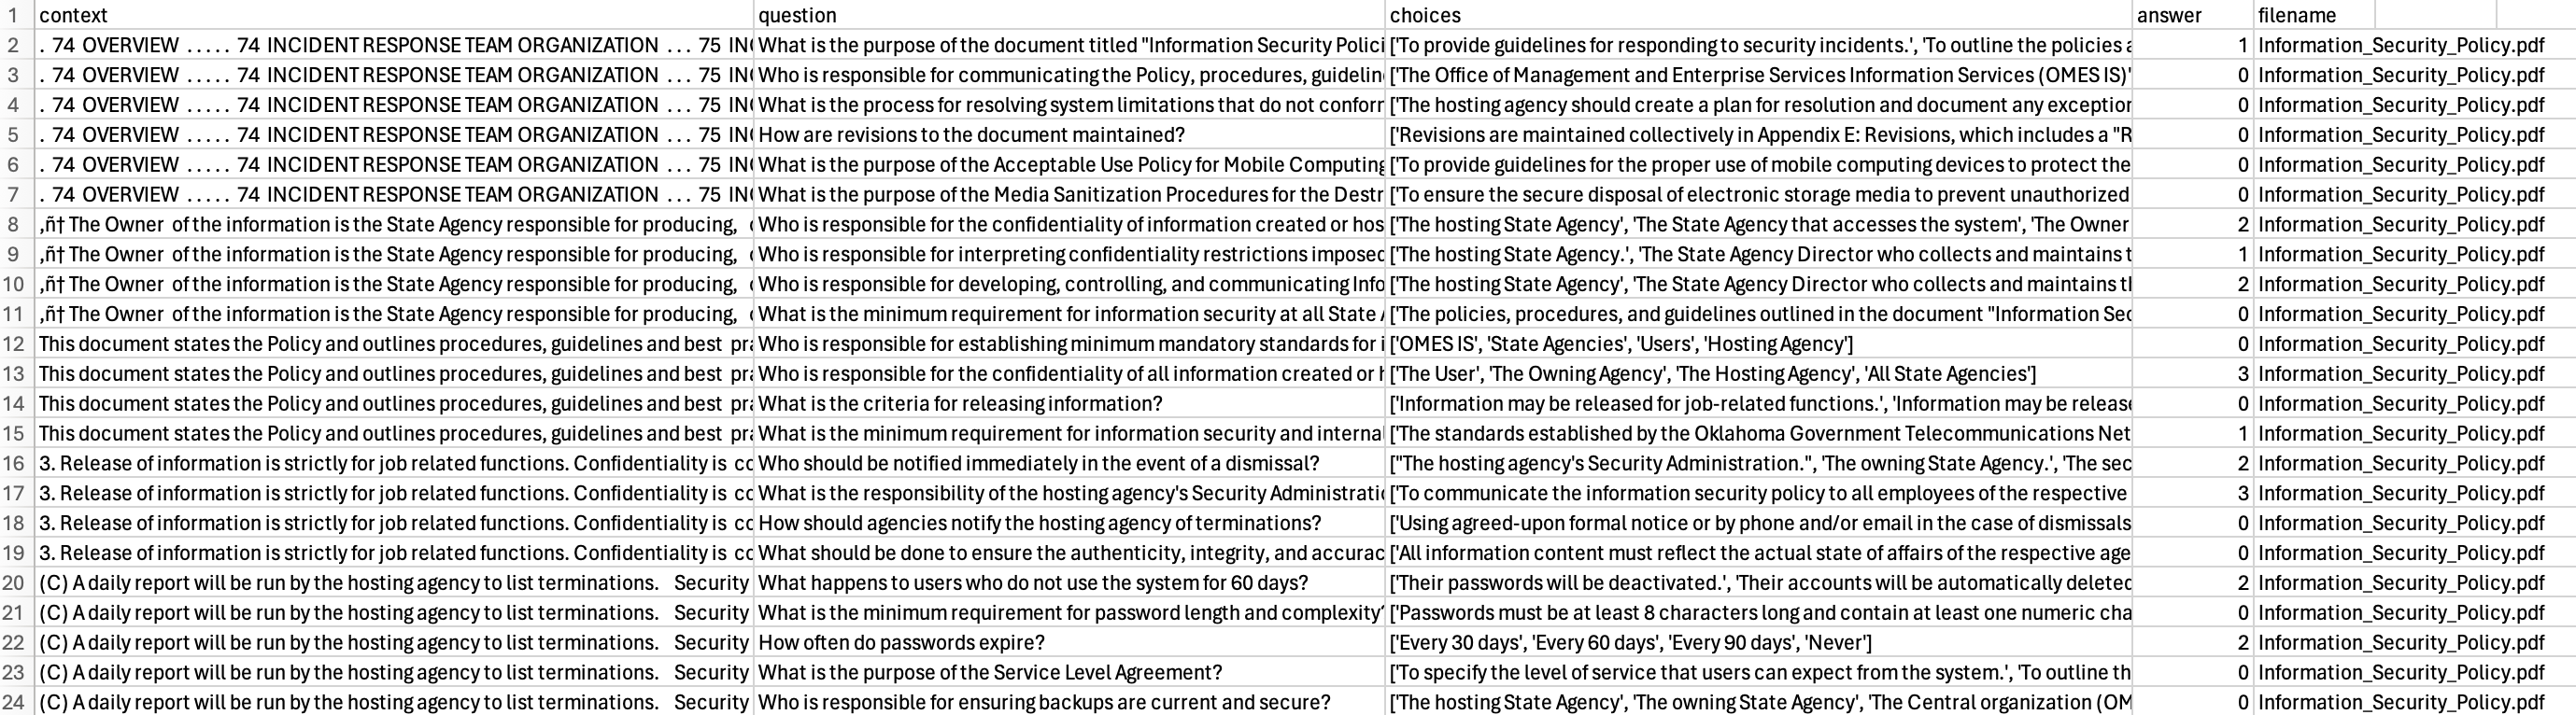 1 context question choices answer filename
2 . 74 OVERVIEW ..... 74 INCIDENT RESPONSE TEAM ORGANIZATION ... 75 INC What is the purpose of the document titled "Information Security Polici ['To provide guidelines for responding to security incidents.', 'To outline the policies a 1 Information_Security_Policy.pdf
3 . 74 OVERVIEW ..... 74 INCIDENT RESPONSE TEAM ORGANIZATION ... 75 INC Who is responsible for communicating the Policy, procedures, guidelin ['The Office of Management and Enterprise Services Information Services (OMES IS)' 0 Information_Security_Policy.pdf
4 . 74 OVERVIEW ..... 74 INCIDENT RESPONSE TEAM ORGANIZATION ... 75 INC What is the process for resolving system limitations that do not conforn ['The hosting agency should create a plan for resolution and document any exception 0 Information_Security_Policy.pdf
5 . 74 OVERVIEW ..... 74 INCIDENT RESPONSE TEAM ORGANIZATION ... 75 INC How are revisions to the document maintained? ['Revisions are maintained collectively in Appendix E: Revisions, which includes a "R 0 Information_Security_Policy.pdf
6 . 74 OVERVIEW ..... 74 INCIDENT RESPONSE TEAM ORGANIZATION ... 75 INC What is the purpose of the Acceptable Use Policy for Mobile Computing ['To provide guidelines for the proper use of mobile computing devices to protect the 0 Information_Security_Policy.pdf
7 . 74 OVERVIEW ..... 74 INCIDENT RESPONSE TEAM ORGANIZATION ... 75 INC What is the purpose of the Media Sanitization Procedures for the Destr ['To ensure the secure disposal of electronic storage media to prevent unauthorized 0 Information_Security_Policy.pdf
8 ‚ñ† The Owner of the information is the State Agency responsible for producing, c Who is responsible for the confidentiality of information created or hos ['The hosting State Agency', 'The State Agency that accesses the system', 'The Owner 2 Information_Security_Policy.pdf
9 ‚ñ† The Owner of the information is the State Agency responsible for producing, c Who is responsible for interpreting confidentiality restrictions imposed ['The hosting State Agency.', 'The State Agency Director who collects and maintains t 1 Information_Security_Policy.pdf
10 ‚ñ† The Owner of the information is the State Agency responsible for producing, c Who is responsible for developing, controlling, and communicating Info ['The hosting State Agency', 'The State Agency Director who collects and maintains tl 2 Information_Security_Policy.pdf
11 ‚ñ† The Owner of the information is the State Agency responsible for producing, c What is the minimum requirement for information security at all State A ['The policies, procedures, and guidelines outlined in the document "Information Sec 0 Information_Security_Policy.pdf
12 This document states the Policy and outlines procedures, guidelines and best pra Who is responsible for establishing minimum mandatory standards for i ['OMES IS', 'State Agencies', 'Users', 'Hosting Agency'] 0 Information_Security_Policy.pdf
13 This document states the Policy and outlines procedures, guidelines and best pra Who is responsible for the confidentiality of all information created or h ['The User', 'The Owning Agency', 'The Hosting Agency', 'All State Agencies'] 3 Information_Security_Policy.pdf
14 This document states the Policy and outlines procedures, guidelines and best pra What is the criteria for releasing information? ['Information may be released for job-related functions.', 'Information may be release 0 Information_Security_Policy.pdf
15 This document states the Policy and outlines procedures, guidelines and best pra What is the minimum requirement for information security and internal ['The standards established by the Oklahoma Government Telecommunications Net 1 Information_Security_Policy.pdf
16 3. Release of information is strictly for job related functions. Confidentiality is cc Who should be notified immediately in the event of a dismissal? ["The hosting agency's Security Administration.", 'The owning State Agency.', 'The sec 2 Information_Security_Policy.pdf
17 3. Release of information is strictly for job related functions. Confidentiality is cc What is the responsibility of the hosting agency's Security Administratic ['To communicate the information security policy to all employees of the respective 3 Information_Security_Policy.pdf
18 3. Release of information is strictly for job related functions. Confidentiality is cc How should agencies notify the hosting agency of terminations? ['Using agreed-upon formal notice or by phone and/or email in the case of dismissals 0 Information_Security_Policy.pdf
19 3. Release of information is strictly for job related functions. Confidentiality is cc What should be done to ensure the authenticity, integrity, and accurac ['All information content must reflect the actual state of affairs of the respective age 0 Information_Security_Policy.pdf
20 (C) A daily report will be run by the hosting agency to list terminations. Security What happens to users who do not use the system for 60 days? ['Their passwords will be deactivated.', 'Their accounts will be automatically deleted 2 Information_Security_Policy.pdf
21 (C) A daily report will be run by the hosting agency to list terminations. Security What is the minimum requirement for password length and complexity? ['Passwords must be at least 8 characters long and contain at least one numeric cha 0 Information_Security_Policy.pdf
22 (C) A daily report will be run by the hosting agency to list terminations. Security How often do passwords expire? ['Every 30 days', 'Every 60 days', 'Every 90 days', 'Never'] 2 Information_Security_Policy.pdf
23 (C) A daily report will be run by the hosting agency to list terminations. Security What is the purpose of the Service Level Agreement? ['To specify the level of service that users can expect from the system.', 'To outline th 0 Information_Security_Policy.pdf
24 (C) A daily report will be run by the hosting agency to list terminations. Security Who is responsible for ensuring backups are current and secure? ['The hosting State Agency', 'The owning State Agency', 'The Central organization (OM 0 Information_Security_Policy.pdf